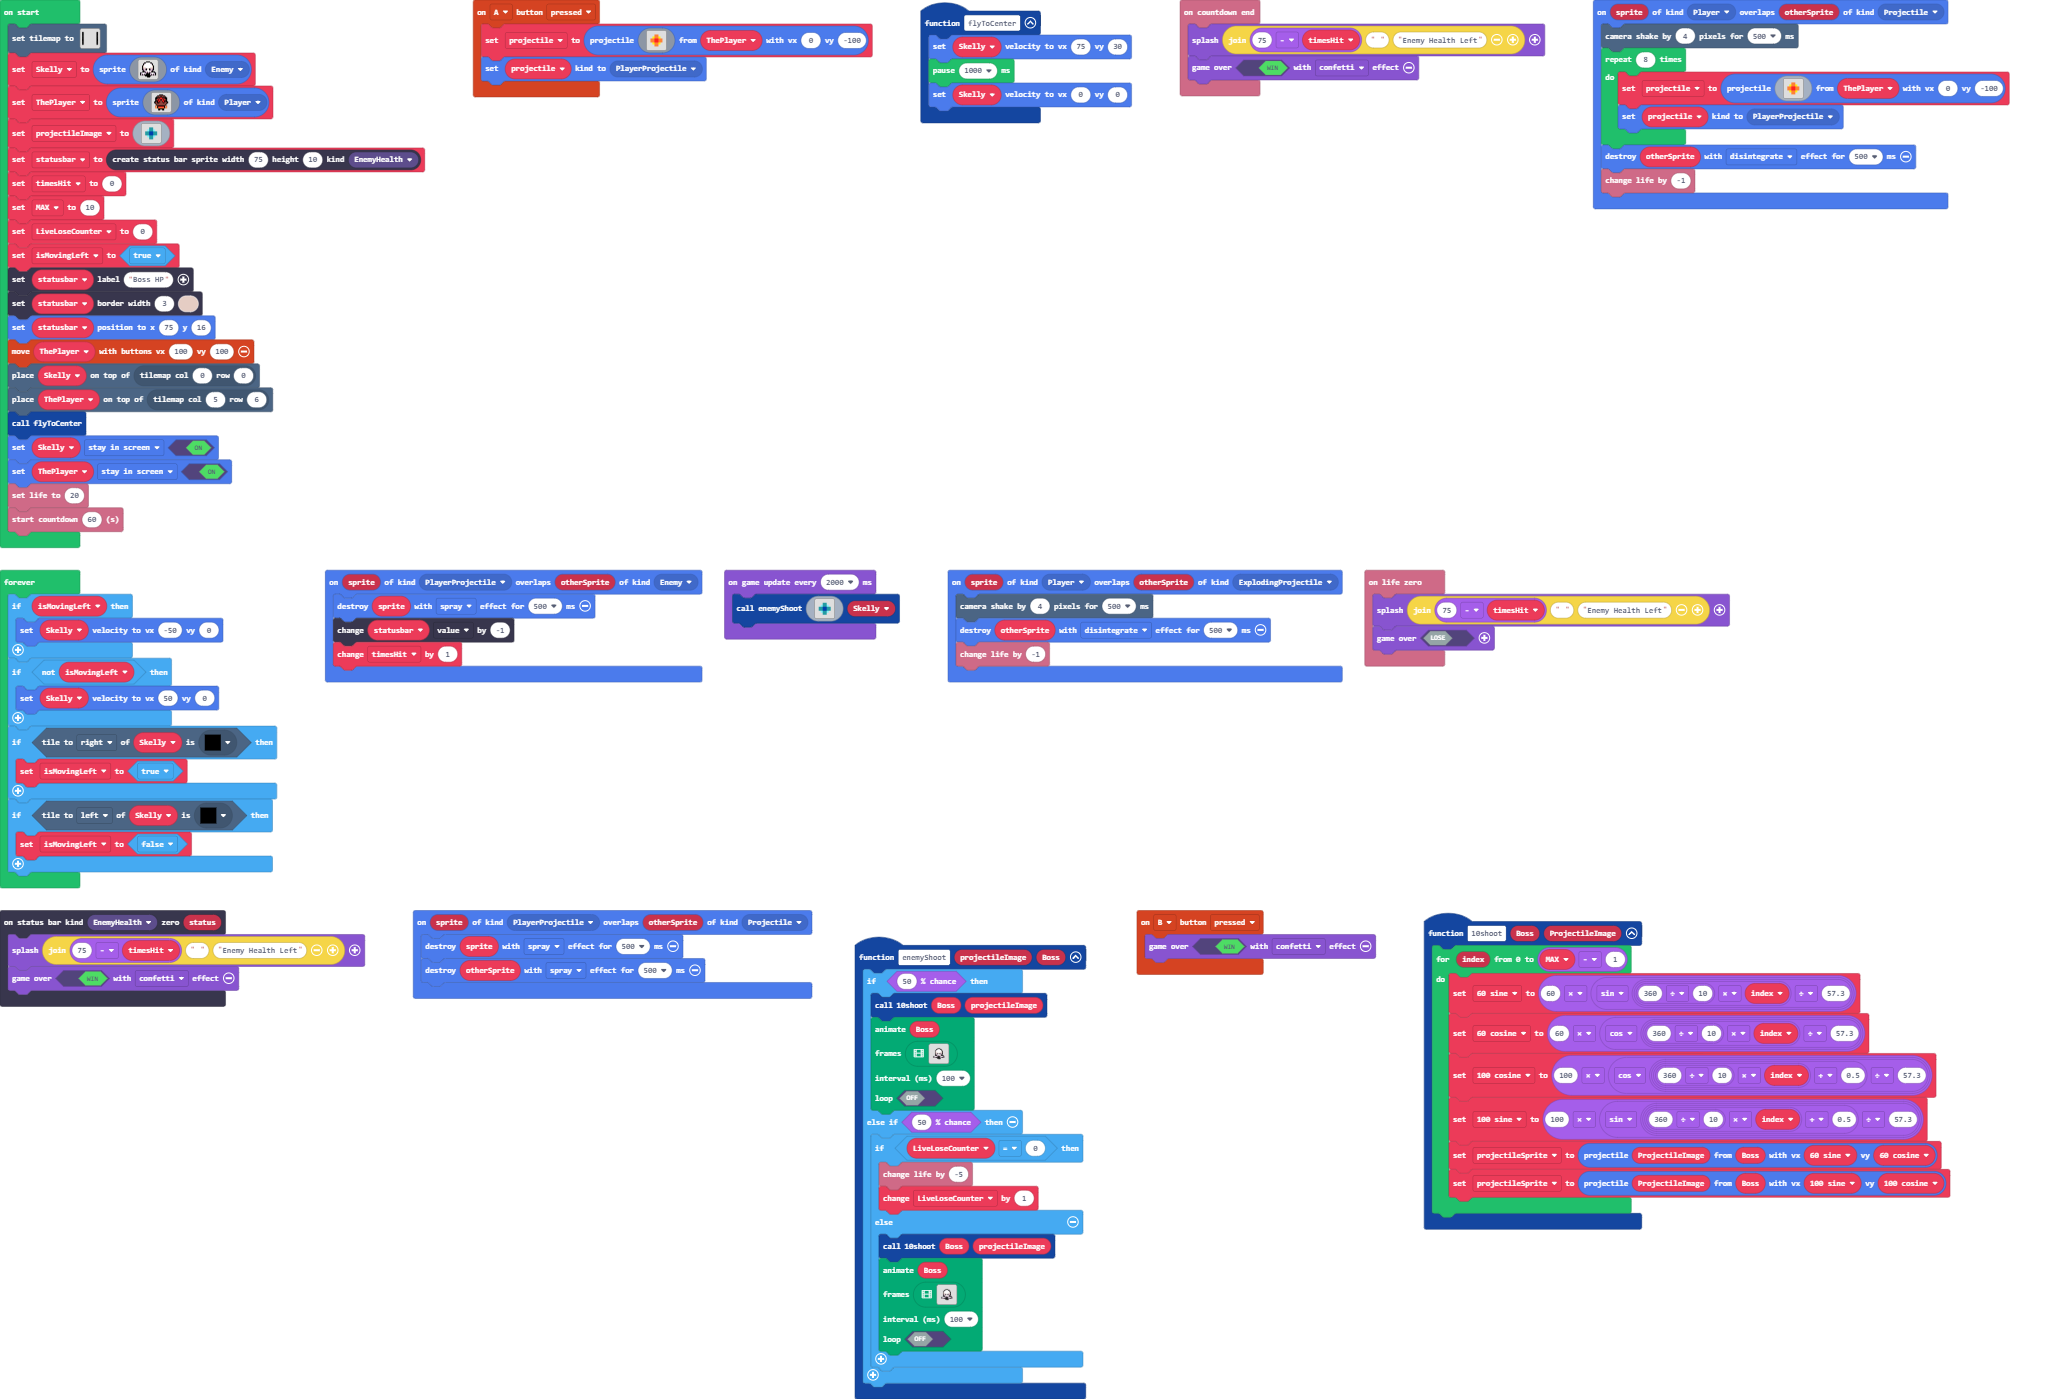 on start
set tilemap to
set Skelly to sprite of kind Enemy
set ThePlayer to sprite of kind Player
set projectileImage to
set statusbar to create status bar sprite width 75 height 10 kind EnemyHealth
set timesHit to 0
set MAX to 10
set LiveLoseCounter to 0
set isMovingLeft to true
set statusbar label "Boss HP"
set statusbar border width 3
set statusbar position to x 75 y 16
move ThePlayer with buttons vx 100 vy 100
place Skelly on top of tilemap col 0 row 0
place ThePlayer on top of tilemap col 5 row 6
call flyToCenter
set Skelly stay in screen ON
set ThePlayer stay in screen ON
set life to 20
start countdown 60 (s)
on A button pressed
set projectile to projectile from ThePlayer with vx 0 vy -100
set projectile kind to PlayerProjectile
function flyToCenter
set Skelly velocity to vx 75 vy 30
pause 1000 ms
set Skelly velocity to vx 0 vy 0
on countdown end
splash join 75 - timesHit " " "Enemy Health Left"
game over WIN with confetti effect
on sprite of kind Player overlaps otherSprite of kind Projectile
camera shake by 4 pixels for 500 ms
repeat 8 times
do
set projectile to projectile from ThePlayer with vx 0 vy -100
set projectile kind to PlayerProjectile
destroy otherSprite with disintegrate effect for 500 ms
change life by -1
forever
if isMovingLeft then
set Skelly velocity to vx -50 vy 0
if not isMovingLeft then
set Skelly velocity to vx 50 vy 0
if tile to right of Skelly is then
set isMovingLeft to true
if tile to left of Skelly is then
set isMovingLeft to false
on sprite of kind PlayerProjectile overlaps otherSprite of kind Enemy
destroy sprite with spray effect for 500 ms
change statusbar value by -1
change timesHit by 1
on game update every 2000 ms
call enemyShoot Skelly
on sprite of kind Player overlaps otherSprite of kind ExplodingProjectile
camera shake by 4 pixels for 500 ms
destroy otherSprite with disintegrate effect for 500 ms
change life by -1
on life zero
splash join 75 - timesHit " " "Enemy Health Left"
game over LOSE
on status bar kind EnemyHealth zero status
splash join 75 - timesHit " " "Enemy Health Left"
game over WIN with confetti effect
on sprite of kind PlayerProjectile overlaps otherSprite of kind Projectile
destroy sprite with spray effect for 500 ms
destroy otherSprite with spray effect for 500 ms
function enemyShoot projectileImage Boss
if 50 % chance then
call 10shoot Boss projectileImage
animate Boss
frames
interval (ms) 100
loop OFF
else if 50 % chance then
if LiveLoseCounter = 0 then
change life by -5
change LiveLoseCounter by 1
else
call 10shoot Boss projectileImage
animate Boss
frames
interval (ms) 100
loop OFF
on B button pressed
game over WIN with confetti effect
function 10shoot Boss ProjectileImage
for index from 0 to MAX - 1
do
set 60 sine to 60 × sin 360 ÷ 10 × index ÷ 57.3
set 60 cosine to 60 × cos 360 ÷ 10 × index ÷ 57.3
set 100 cosine to 100 × cos 360 ÷ 10 × index ÷ 0.5 ÷ 57.3
set 100 sine to 100 × sin 360 ÷ 10 × index ÷ 0.5 ÷ 57.3
set projectileSprite to projectile ProjectileImage from Boss with vx 60 sine vy 60 cosine
set projectileSprite to projectile ProjectileImage from Boss with vx 100 sine vy 100 cosine